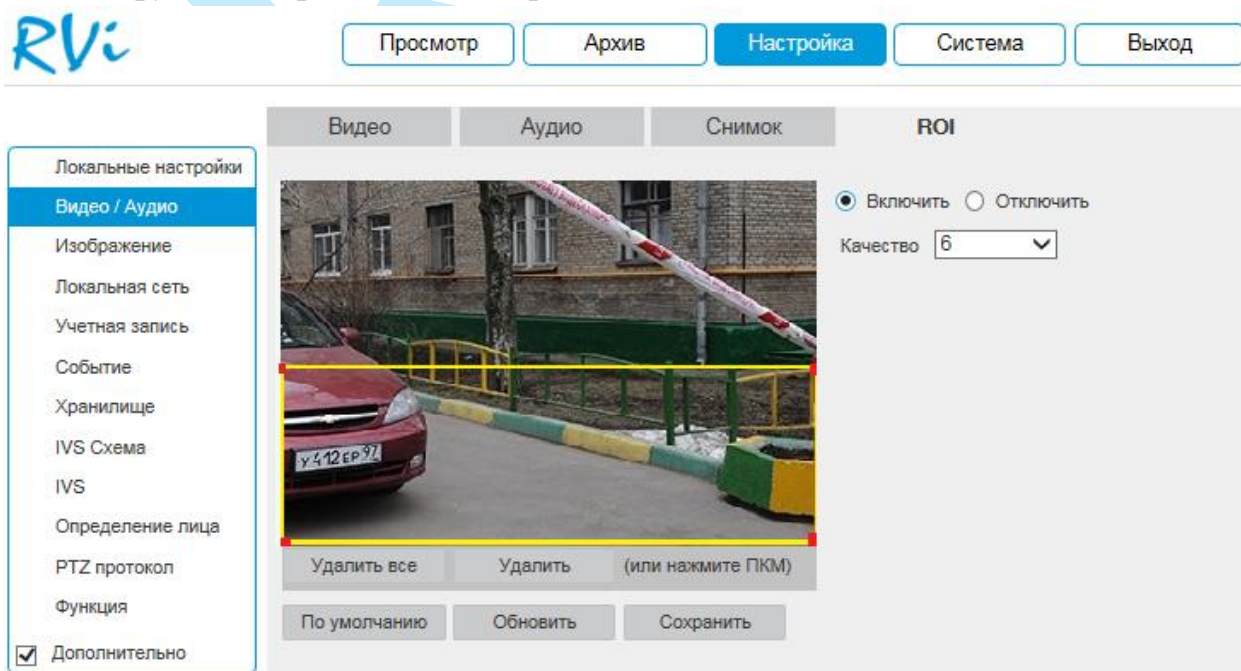 RVi
Просмотр
Архив
Настройка
Система
Выход
Видео
Аудио
Снимок
ROI
Локальные настройки
Видео / Аудио
Изображение
Локальная сеть
Учетная запись
Событие
Хранилище
IVS Схема
IVS
Определение лица
PTZ протокол
Функция
Дополнительно
Включить
Отключить
Качество 6
У412ЕР 97
Удалить все
Удалить
(или нажмите ПКМ)
По умолчанию
Обновить
Сохранить